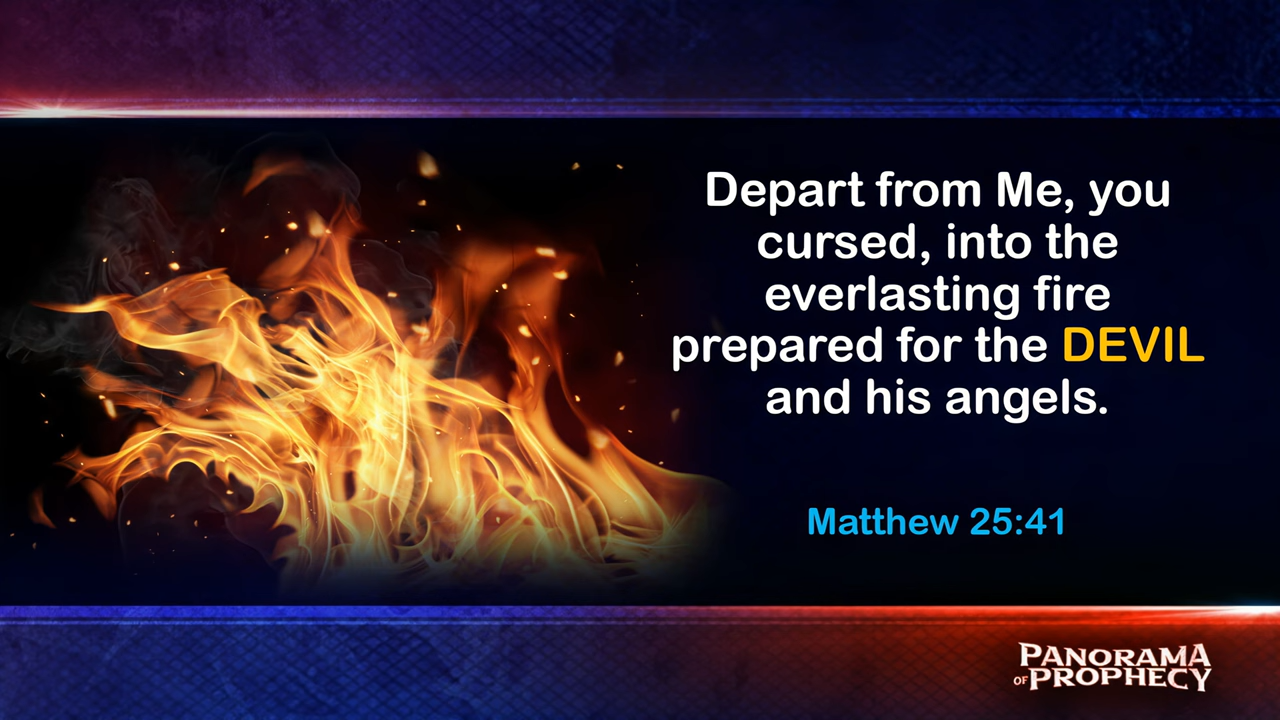 Depart from Me, you
cursed, into the
everlasting fire
prepared for the DEVIL
and his angels.
Matthew 25:41
PANORAMA
OF PROPHECY